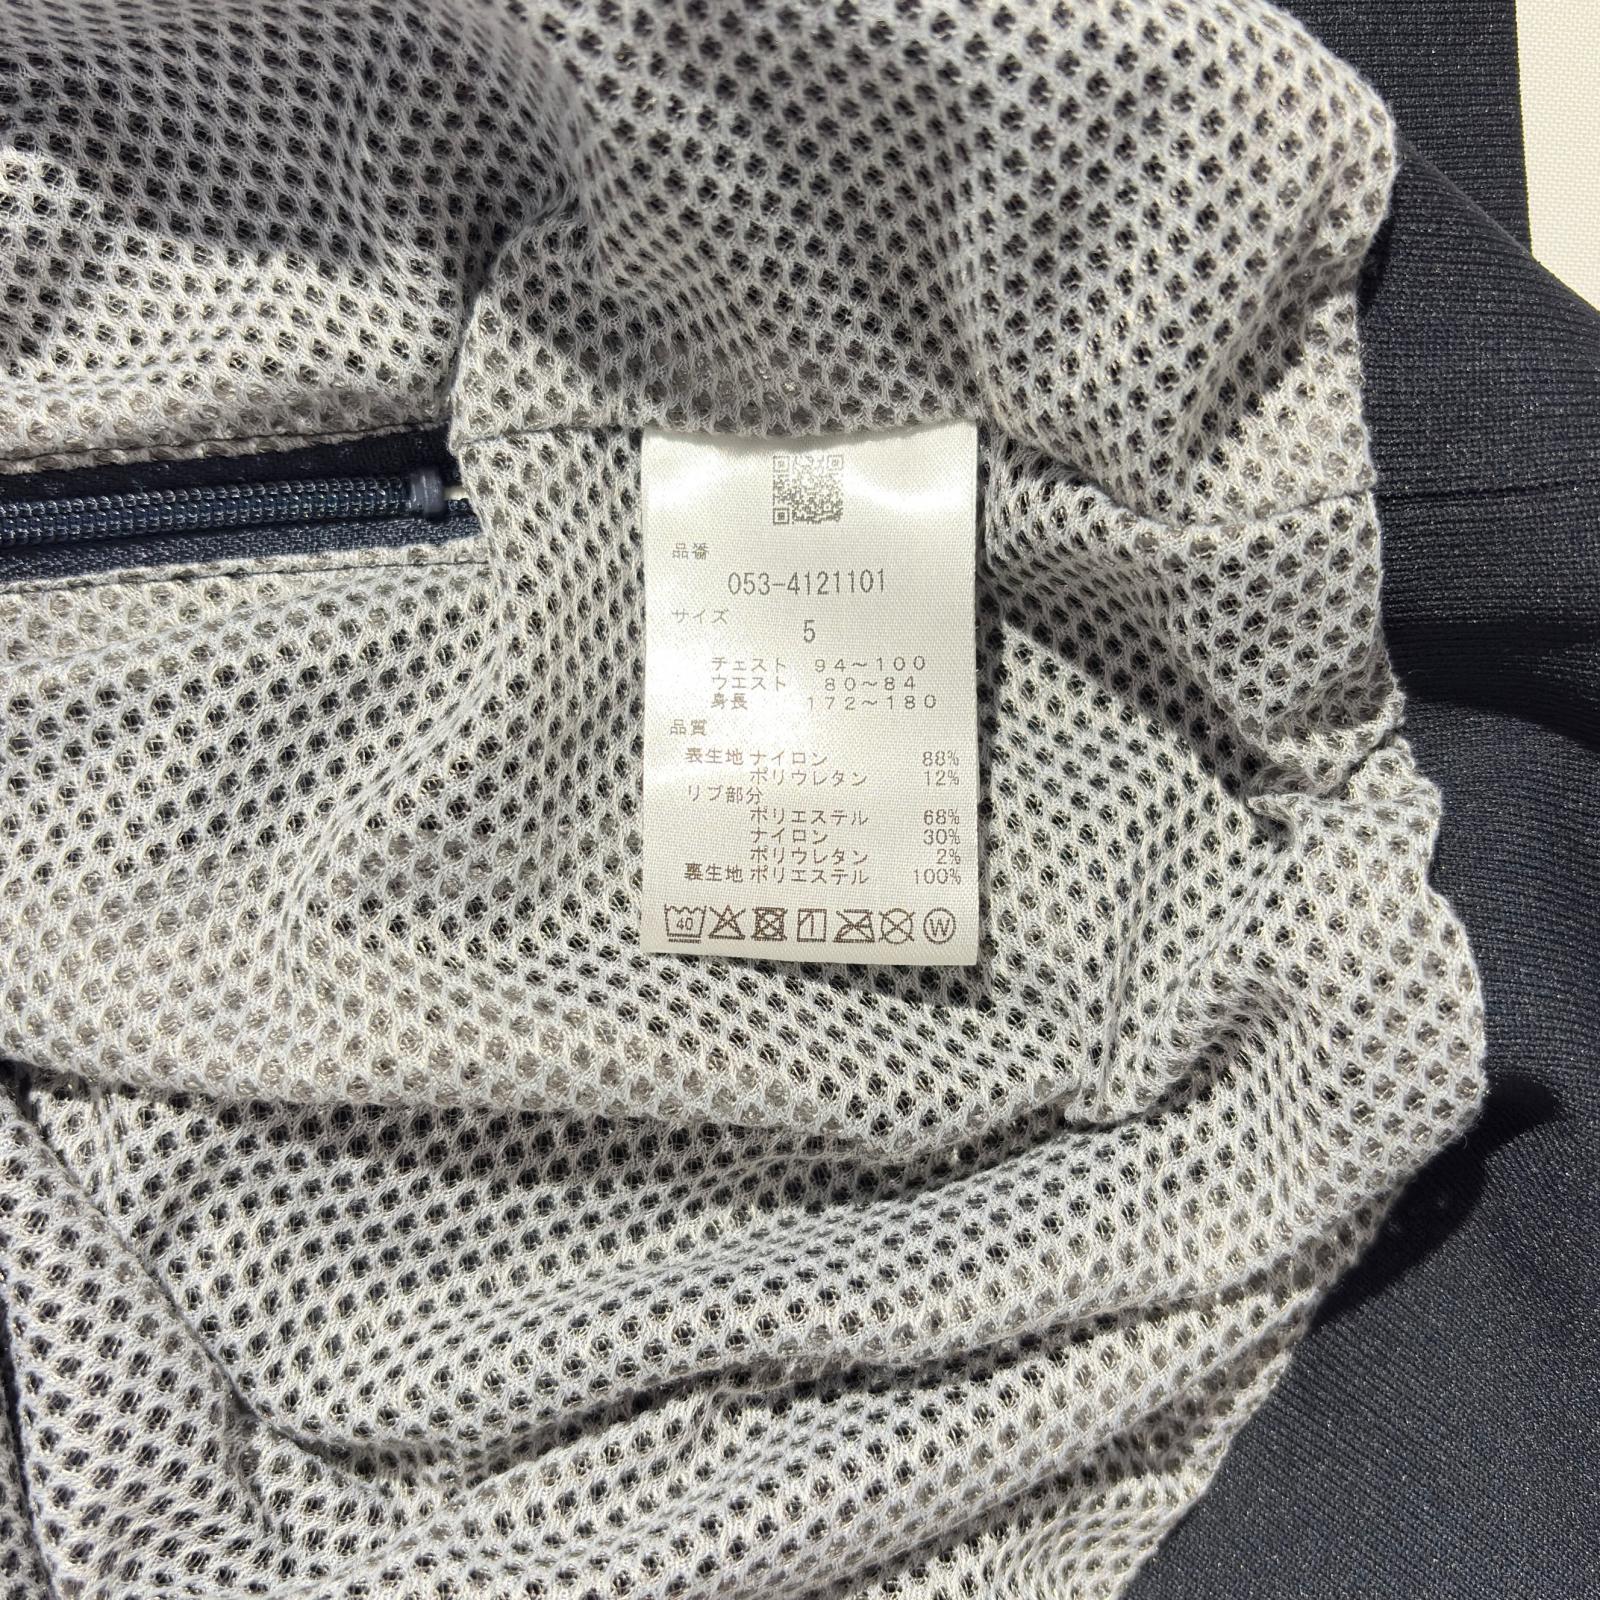 品番
053-4121101
サイズ
5
チェスト 94～100
ウエスト 80～84
身長 172～180
品質
表生地 ナイロン 88%
ポリウレタン 12%
リブ部分
ポリエステル 68%
ナイロン 30%
ポリウレタン 2%
裏生地 ポリエステル 100%
40
W